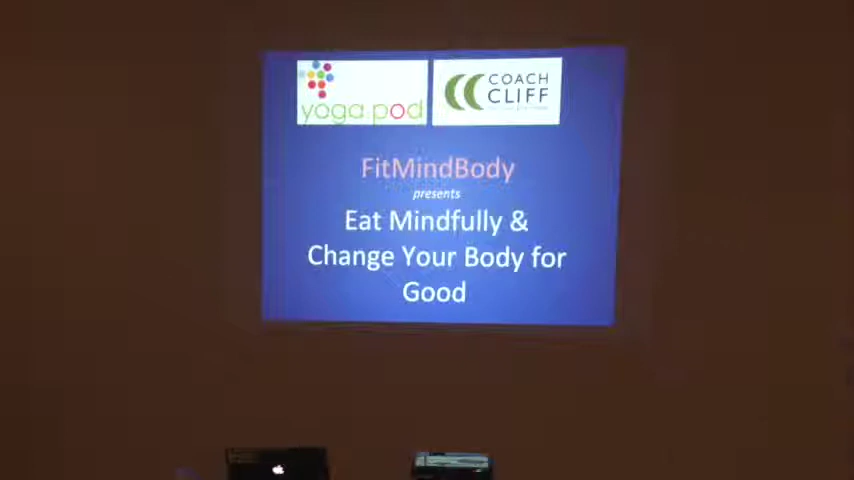 yoga pod
COACH
CLIFF
FitMindBody
presents
Eat Mindfully &
Change Your Body for
Good